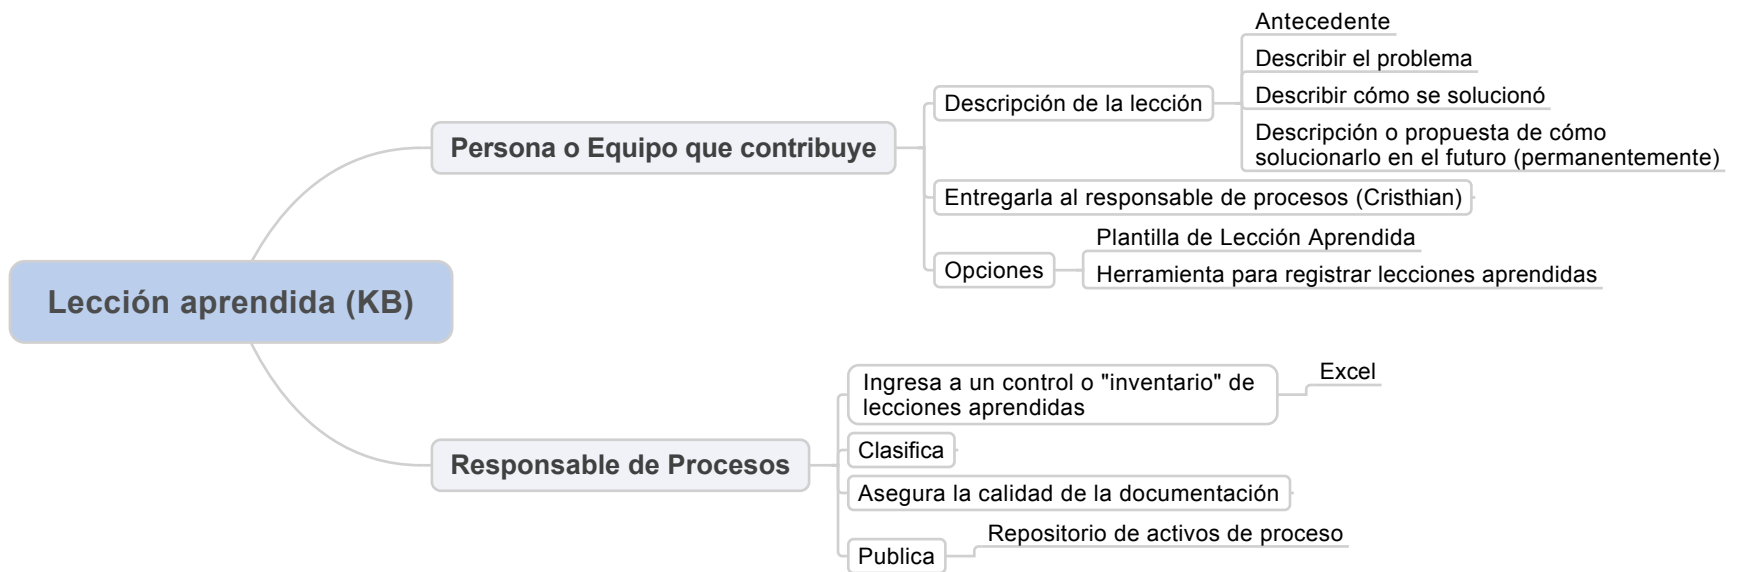 Lección aprendida (KB)
Persona o Equipo que contribuye
Descripción de la lección
Antecedente
Describir el problema
Describir cómo se solucionó
Descripción o propuesta de cómo
solucionarlo en el futuro (permanentemente)
Entregarla al responsable de procesos (Cristhian)
Opciones
Plantilla de Lección Aprendida
Herramienta para registrar lecciones aprendidas
Responsable de Procesos
Ingresa a un control o "inventario" de
lecciones aprendidas
Excel
Clasifica
Asegura la calidad de la documentación
Publica
Repositorio de activos de proceso